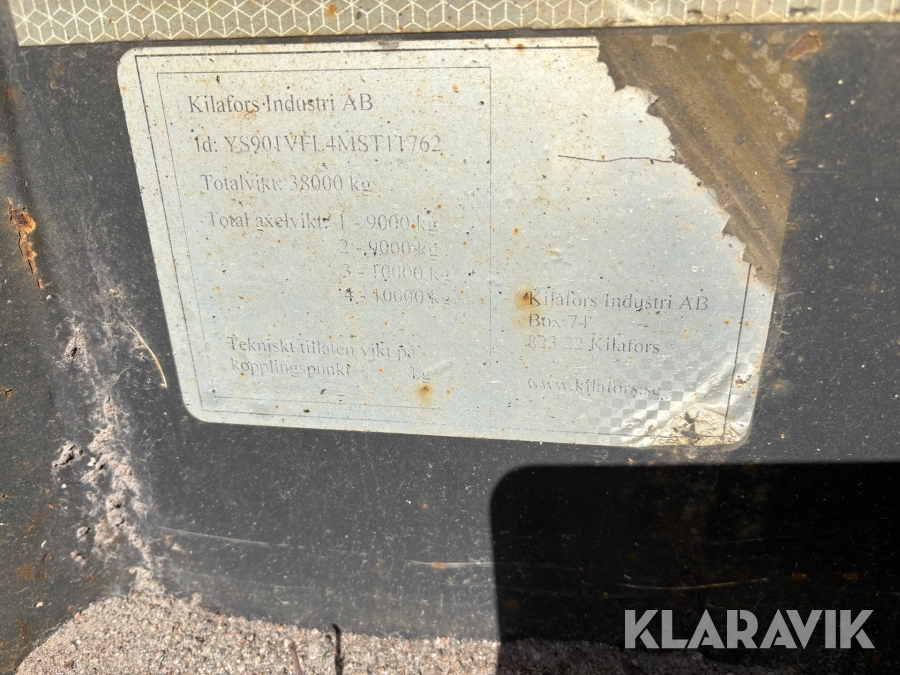 Kilafors Industri AB
Id: YS901VFL4MST11762
Totalvikt: 38000 kg
Total axelvikt: 1 - 9000 kg
2 - 9000 kg
3 - 10000 k
4 - 10000 kg
Tekniskt tillåten vikt på
kopplingspunkt kg
Kilafors Industri AB
Box 74
823 22 Kilafors
www.kilafors.se
KLARAVIK